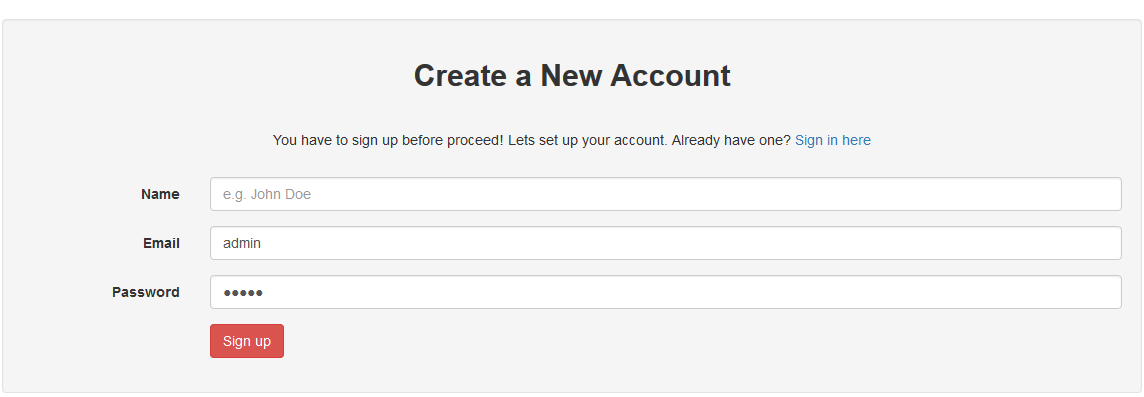 Create a New Account
You have to sign up before proceed! Lets set up your account. Already have one? Sign in here
Name e.g. John Doe
Email admin
Password •••••
Sign up